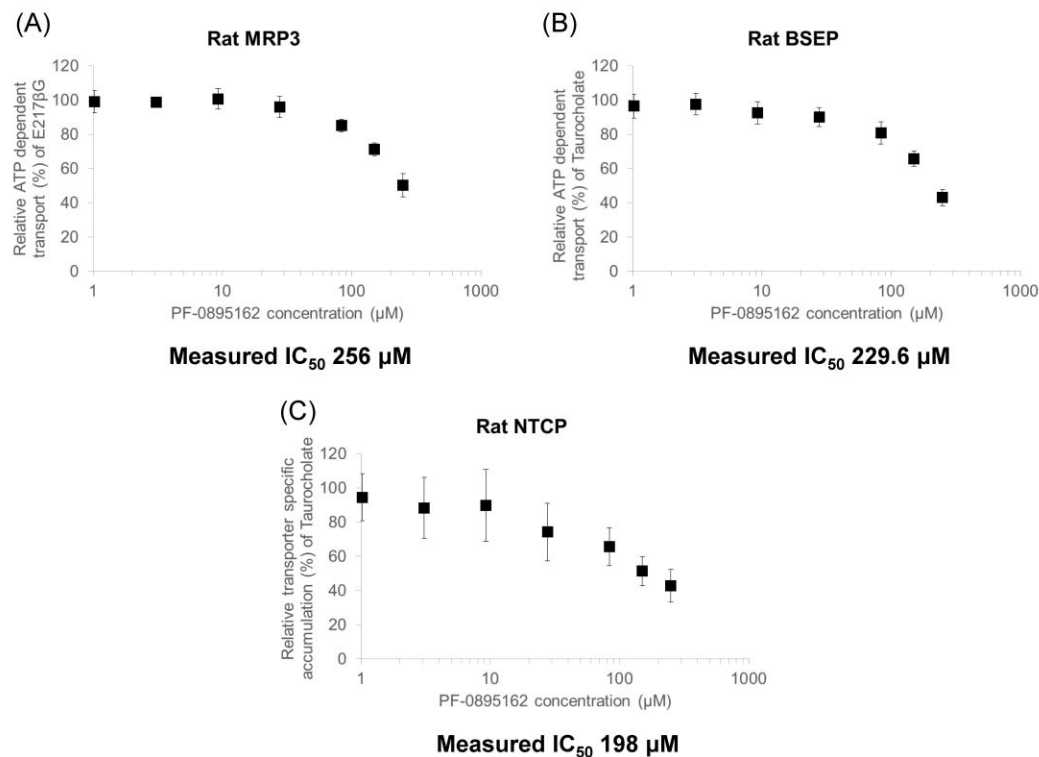 (A)
Rat MRP3
Relative ATP dependent
transport (%) of E217βG
120
100
80
60
40
20
0
1
10
100
1000
PF-0895162 concentration (μM)
Measured IC50 256 μM
(B)
Rat BSEP
Relative ATP dependent
transport (%) of Taurocholate
120
100
80
60
40
20
0
1
10
100
1000
PF-0895162 concentration (μM)
Measured IC50 229.6 μM
(C)
Rat NTCP
Relative transporter specific
accumulation (%) of Taurocholate
120
100
80
60
40
20
0
1
10
100
1000
PF-0895162 concentration (μM)
Measured IC50 198 μM